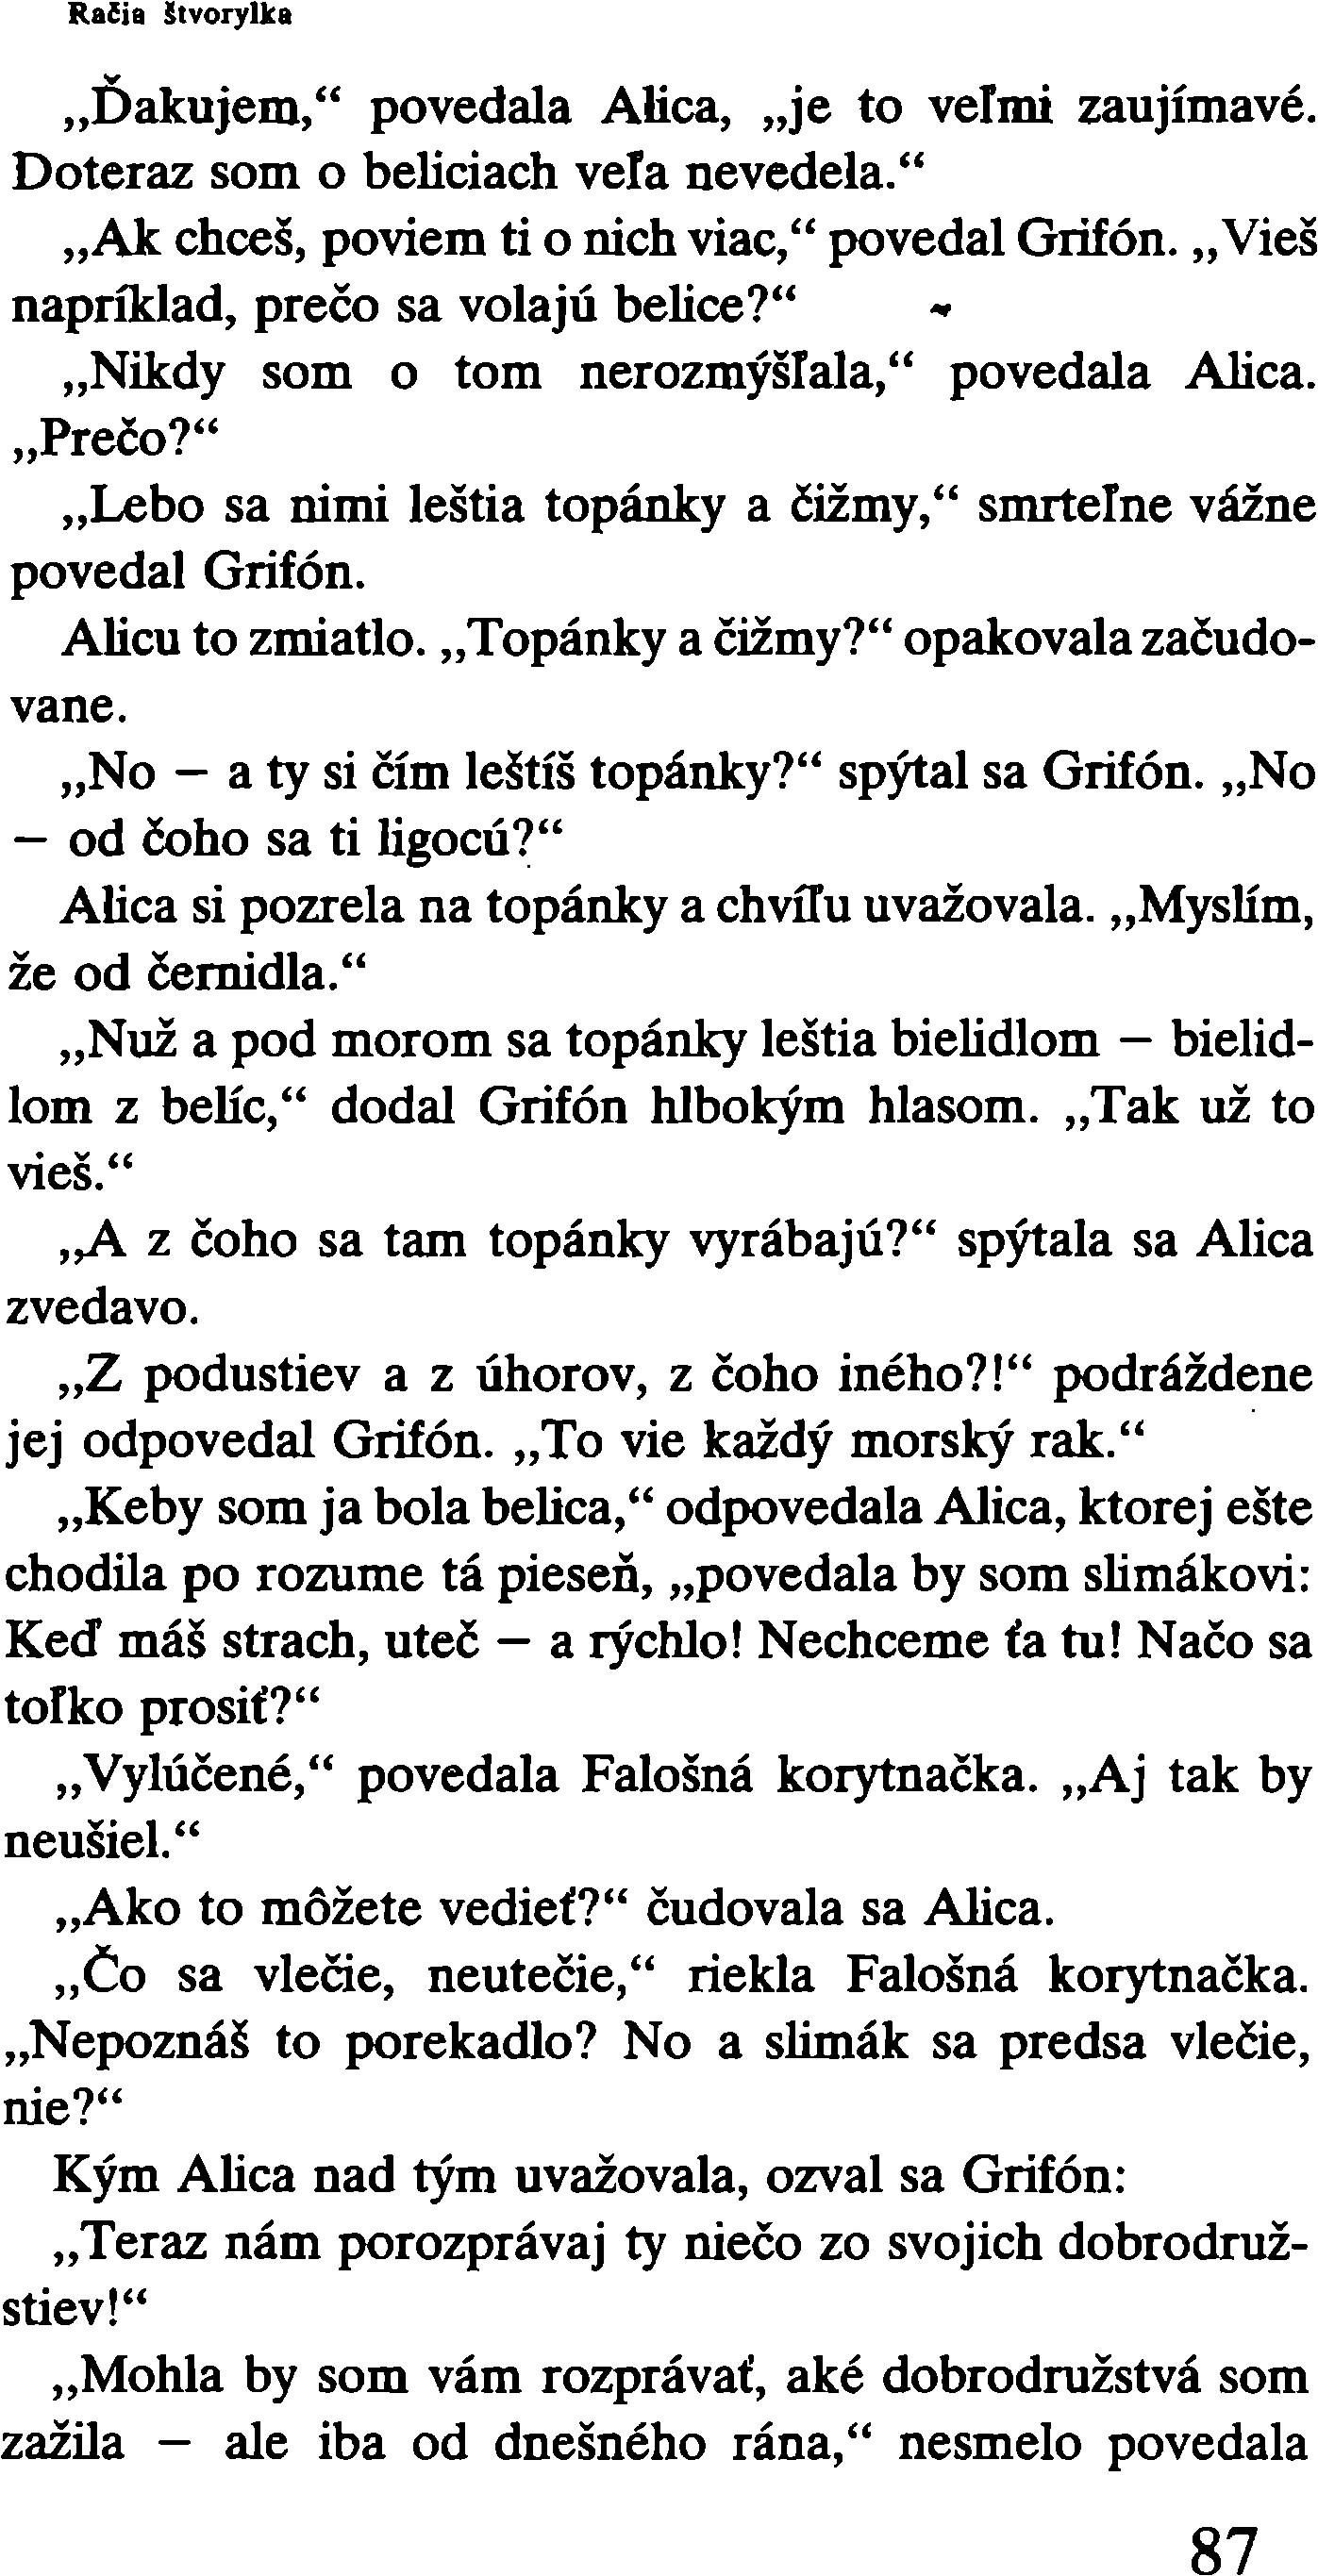 Račia štvorylka
„Ďakujem,“ povedala Alica, „je to veľmi zaujímavé.
Doteraz som o beliciach veľa nevedela.“
„Ak chceš, poviem ti o nich viac,“ povedal Grifón. „Vieš
napríklad, prečo sa volajú belice?“
„Nikdy som o tom nerozmýšľala,“ povedala Alica.
„Prečo?“
„Lebo sa nimi leštia topánky a čižmy,“ smrteľne vážne
povedal Grifón.
Alicu to zmiatlo. „Topánky a čižmy?“ opakovala začudo-
vane.
„No — a ty si čím leštíš topánky?“ spýtal sa Grifón. „No
— od čoho sa ti ligocú?“
Alica si pozrela na topánky a chvíľu uvažovala. „Myslím,
že od černidla.“
„Nuž a pod morom sa topánky leštia bielidlom — bielid-
lom z belíc,“ dodal Grifón hlbokým hlasom. „Tak už to
vieš.“
„A z čoho sa tam topánky vyrábajú?“ spýtala sa Alica
zvedavo.
„Z podustiev a z úhorov, z čoho iného?!“ podráždene
jej odpovedal Grifón. „To vie každý morský rak.“
„Keby som ja bola belica,“ odpovedala Alica, ktorej ešte
chodila po rozume tá pieseň, „povedala by som slimákovi:
Keď máš strach, uteč — a rýchlo! Nechceme ťa tu! Načo sa
toľko prosiť?“
„Vylúčené,“ povedala Falošná korytnačka. „Aj tak by
neušiel.“
„Ako to môžete vedieť?“ čudovala sa Alica.
„Čo sa vlečie, neutečie,“ riekla Falošná korytnačka.
„Nepoznáš to porekadlo? No a slimák sa predsa vlečie,
nie?“
Kým Alica nad tým uvažovala, ozval sa Grifón:
„Teraz nám porozprávaj ty niečo zo svojich dobrodruž-
stiev!“
„Mohla by som vám rozprávať, aké dobrodružstvá som
zažila — ale iba od dnešného rána,“ nesmelo povedala
87